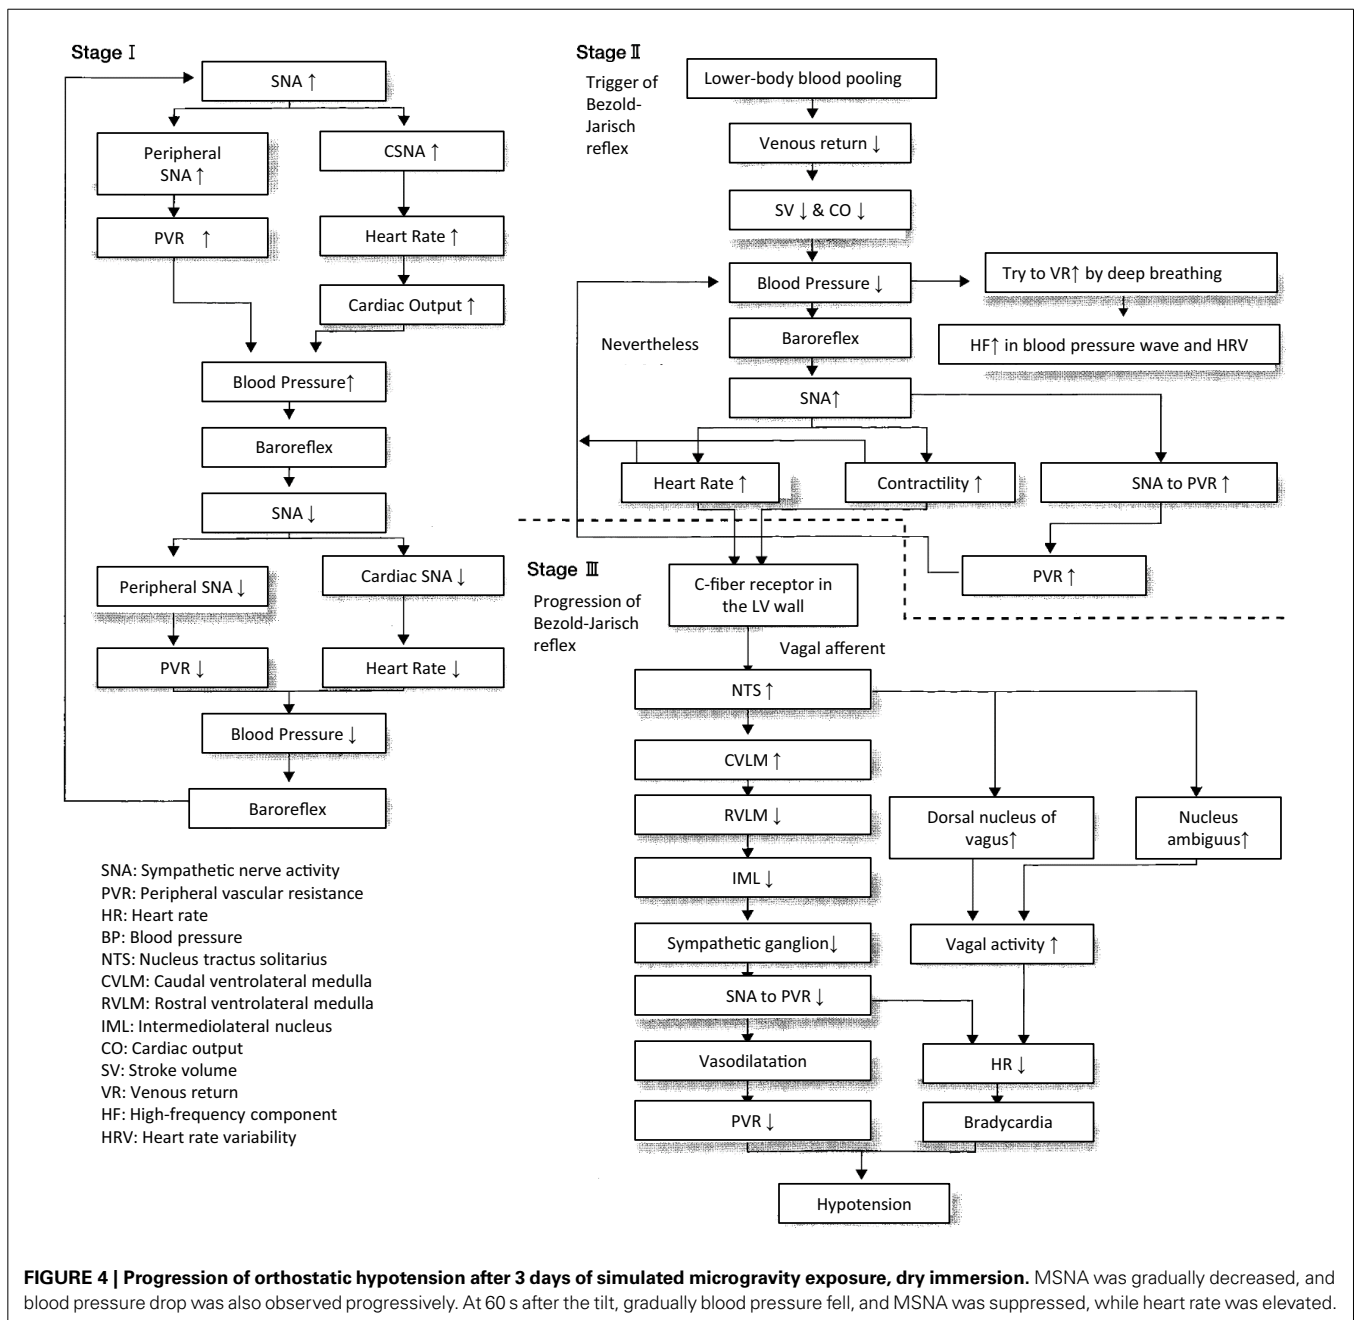 Stage Ⅰ
SNA ↑
Peripheral
SNA ↑
CSNA ↑
PVR ↑
Heart Rate ↑
Cardiac Output ↑
Blood Pressure↑
Baroreflex
SNA ↓
Peripheral SNA ↓
Cardiac SNA ↓
PVR ↓
Heart Rate ↓
Blood Pressure ↓
Baroreflex
SNA: Sympathetic nerve activity
PVR: Peripheral vascular resistance
HR: Heart rate
BP: Blood pressure
NTS: Nucleus tractus solitarius
CVLM: Caudal ventrolateral medulla
RVLM: Rostral ventrolateral medulla
IML: Intermediolateral nucleus
CO: Cardiac output
SV: Stroke volume
VR: Venous return
HF: High-frequency component
HRV: Heart rate variability
Stage Ⅱ
Trigger of
Bezold-
Jarisch
reflex
Lower-body blood pooling
Venous return ↓
SV ↓ & CO ↓
Blood Pressure ↓
Try to VR↑ by deep breathing
HF↑ in blood pressure wave and HRV
Baroreflex
Nevertheless
SNA↑
Heart Rate ↑
Contractility ↑
SNA to PVR ↑
PVR ↑
Stage Ⅲ
Progression of
Bezold-Jarisch
reflex
C-fiber receptor in
the LV wall
Vagal afferent
NTS ↑
CVLM ↑
RVLM ↓
Dorsal nucleus of
vagus↑
Nucleus
ambiguus↑
IML ↓
Sympathetic ganglion↓
Vagal activity ↑
SNA to PVR ↓
Vasodilatation
HR ↓
PVR ↓
Bradycardia
Hypotension
FIGURE 4 | Progression of orthostatic hypotension after 3 days of simulated microgravity exposure, dry immersion. MSNA was gradually decreased, and
blood pressure drop was also observed progressively. At 60 s after the tilt, gradually blood pressure fell, and MSNA was suppressed, while heart rate was elevated.